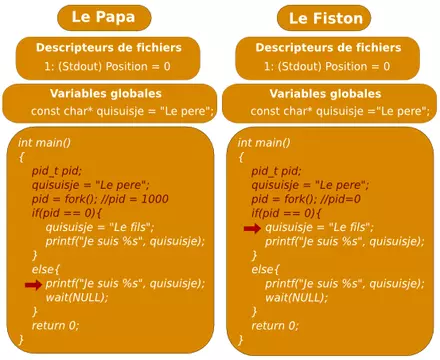 Le Papa
Descripteurs de fichiers
1: (Stdout) Position = 0
Variables globales
const char* quisuisje = "Le pere";
int main()
{
pid_t pid;
quisuisje = "Le pere";
pid = fork(); //pid = 1000
if(pid == 0){
quisuisje = "Le fils";
printf("Je suis %s", quisuisje);
}
else{
printf("Je suis %s", quisuisje);
wait(NULL);
}
return 0;
}
Le Fiston
Descripteurs de fichiers
1: (Stdout) Position = 0
Variables globales
const char* quisuisje ="Le pere";
int main()
{
pid_t pid;
quisuisje = "Le pere";
pid = fork(); //pid=0
if(pid == 0){
quisuisje = "Le fils";
printf("Je suis %s", quisuisje);
}
else{
printf("Je suis %s", quisuisje);
wait(NULL);
}
return 0;
}